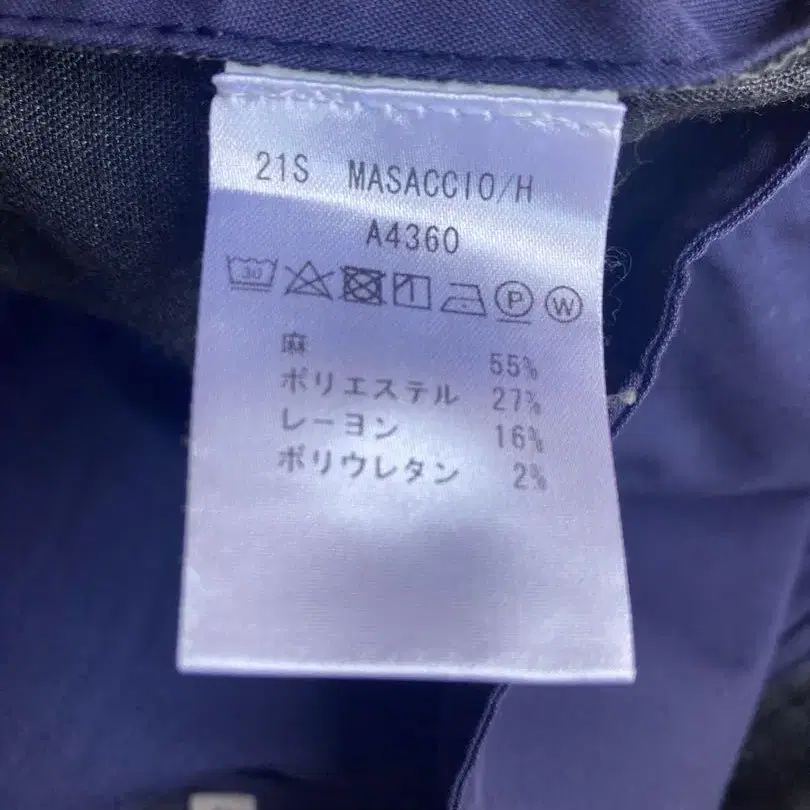 21S MASACCIO/H
A4360
30 P W
麻 55%
ポリエステル 27%
レーヨン 16%
ポリウレタン 2%